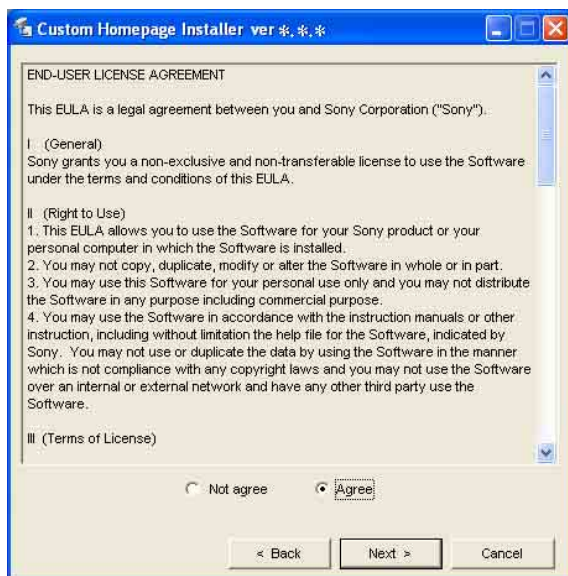 Custom Homepage Installer ver *.*.*
END-USER LICENSE AGREEMENT
This EULA is a legal agreement between you and Sony Corporation ("Sony").
I (General)
Sony grants you a non-exclusive and non-transferable license to use the Software
under the terms and conditions of this EULA.
II (Right to Use)
1. This EULA allows you to use the Software for your Sony product or your
personal computer in which the Software is installed.
2. You may not copy, duplicate, modify or alter the Software in whole or in part.
3. You may use this Software for your personal use only and you may not distribute
the Software in any purpose including commercial purpose.
4. You may use the Software in accordance with the instruction manuals or other
instruction, including without limitation the help file for the Software, indicated by
Sony. You may not use or duplicate the data by using the Software in the manner
which is not compliance with any copyright laws and you may not use the Software
over an internal or external network and have any other third party use the
Software.
III (Terms of License)
Not agree Agree
< Back Next > Cancel